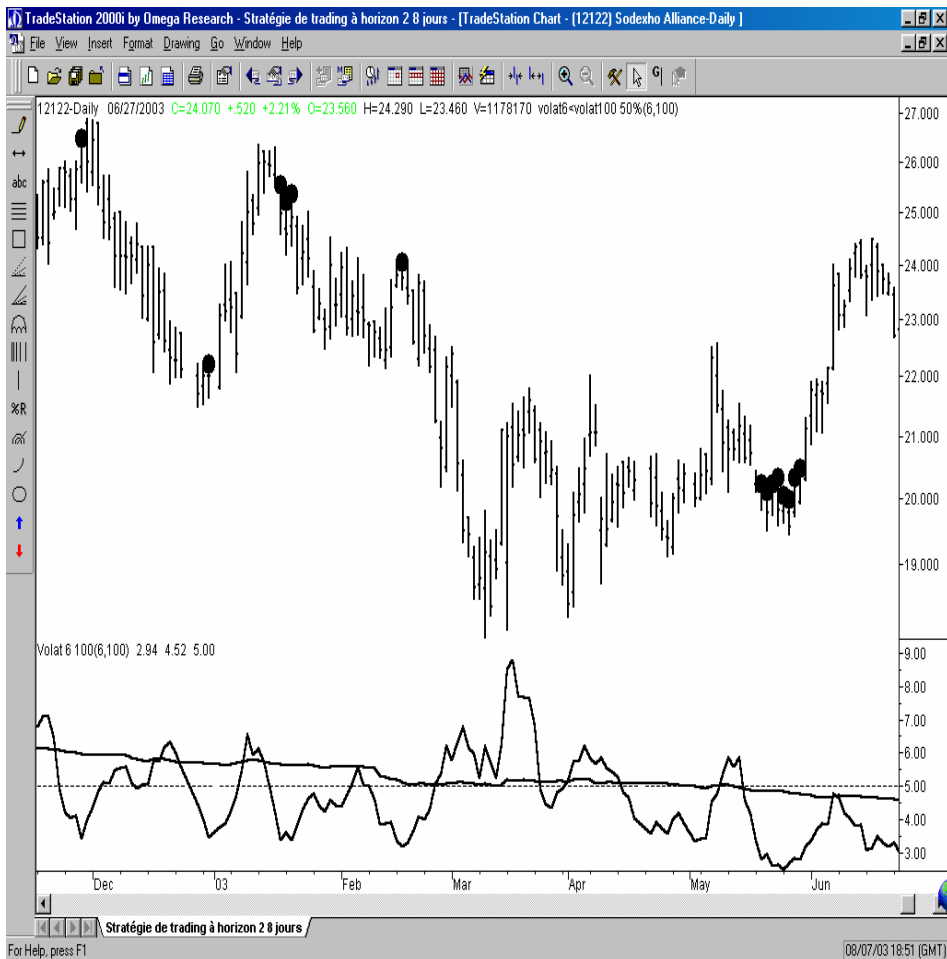 TradeStation 2000i by Omega Research - Stratégie de trading à horizon 2 8 jours - [TradeStation Chart - (12122) Sodexho Alliance-Daily ]
File View Insert Format Drawing Go Window Help
12122-Daily 06/27/2003 C=24.070 +.520 +2.21% O=23.560 H=24.290 L=23.460 V=1178170 volat6<volat100 50%(6,100)
abc
%R
27.000
26.000
25.000
24.000
23.000
22.000
21.000
20.000
19.000
Volat 6 100(6,100) 2.94 4.52 5.00
9.00
8.00
7.00
6.00
5.00
4.00
3.00
Dec '03 Feb Mar Apr May Jun
Stratégie de trading à horizon 2 8 jours
For Help, press F1
08/07/03 18:51 (GMT)